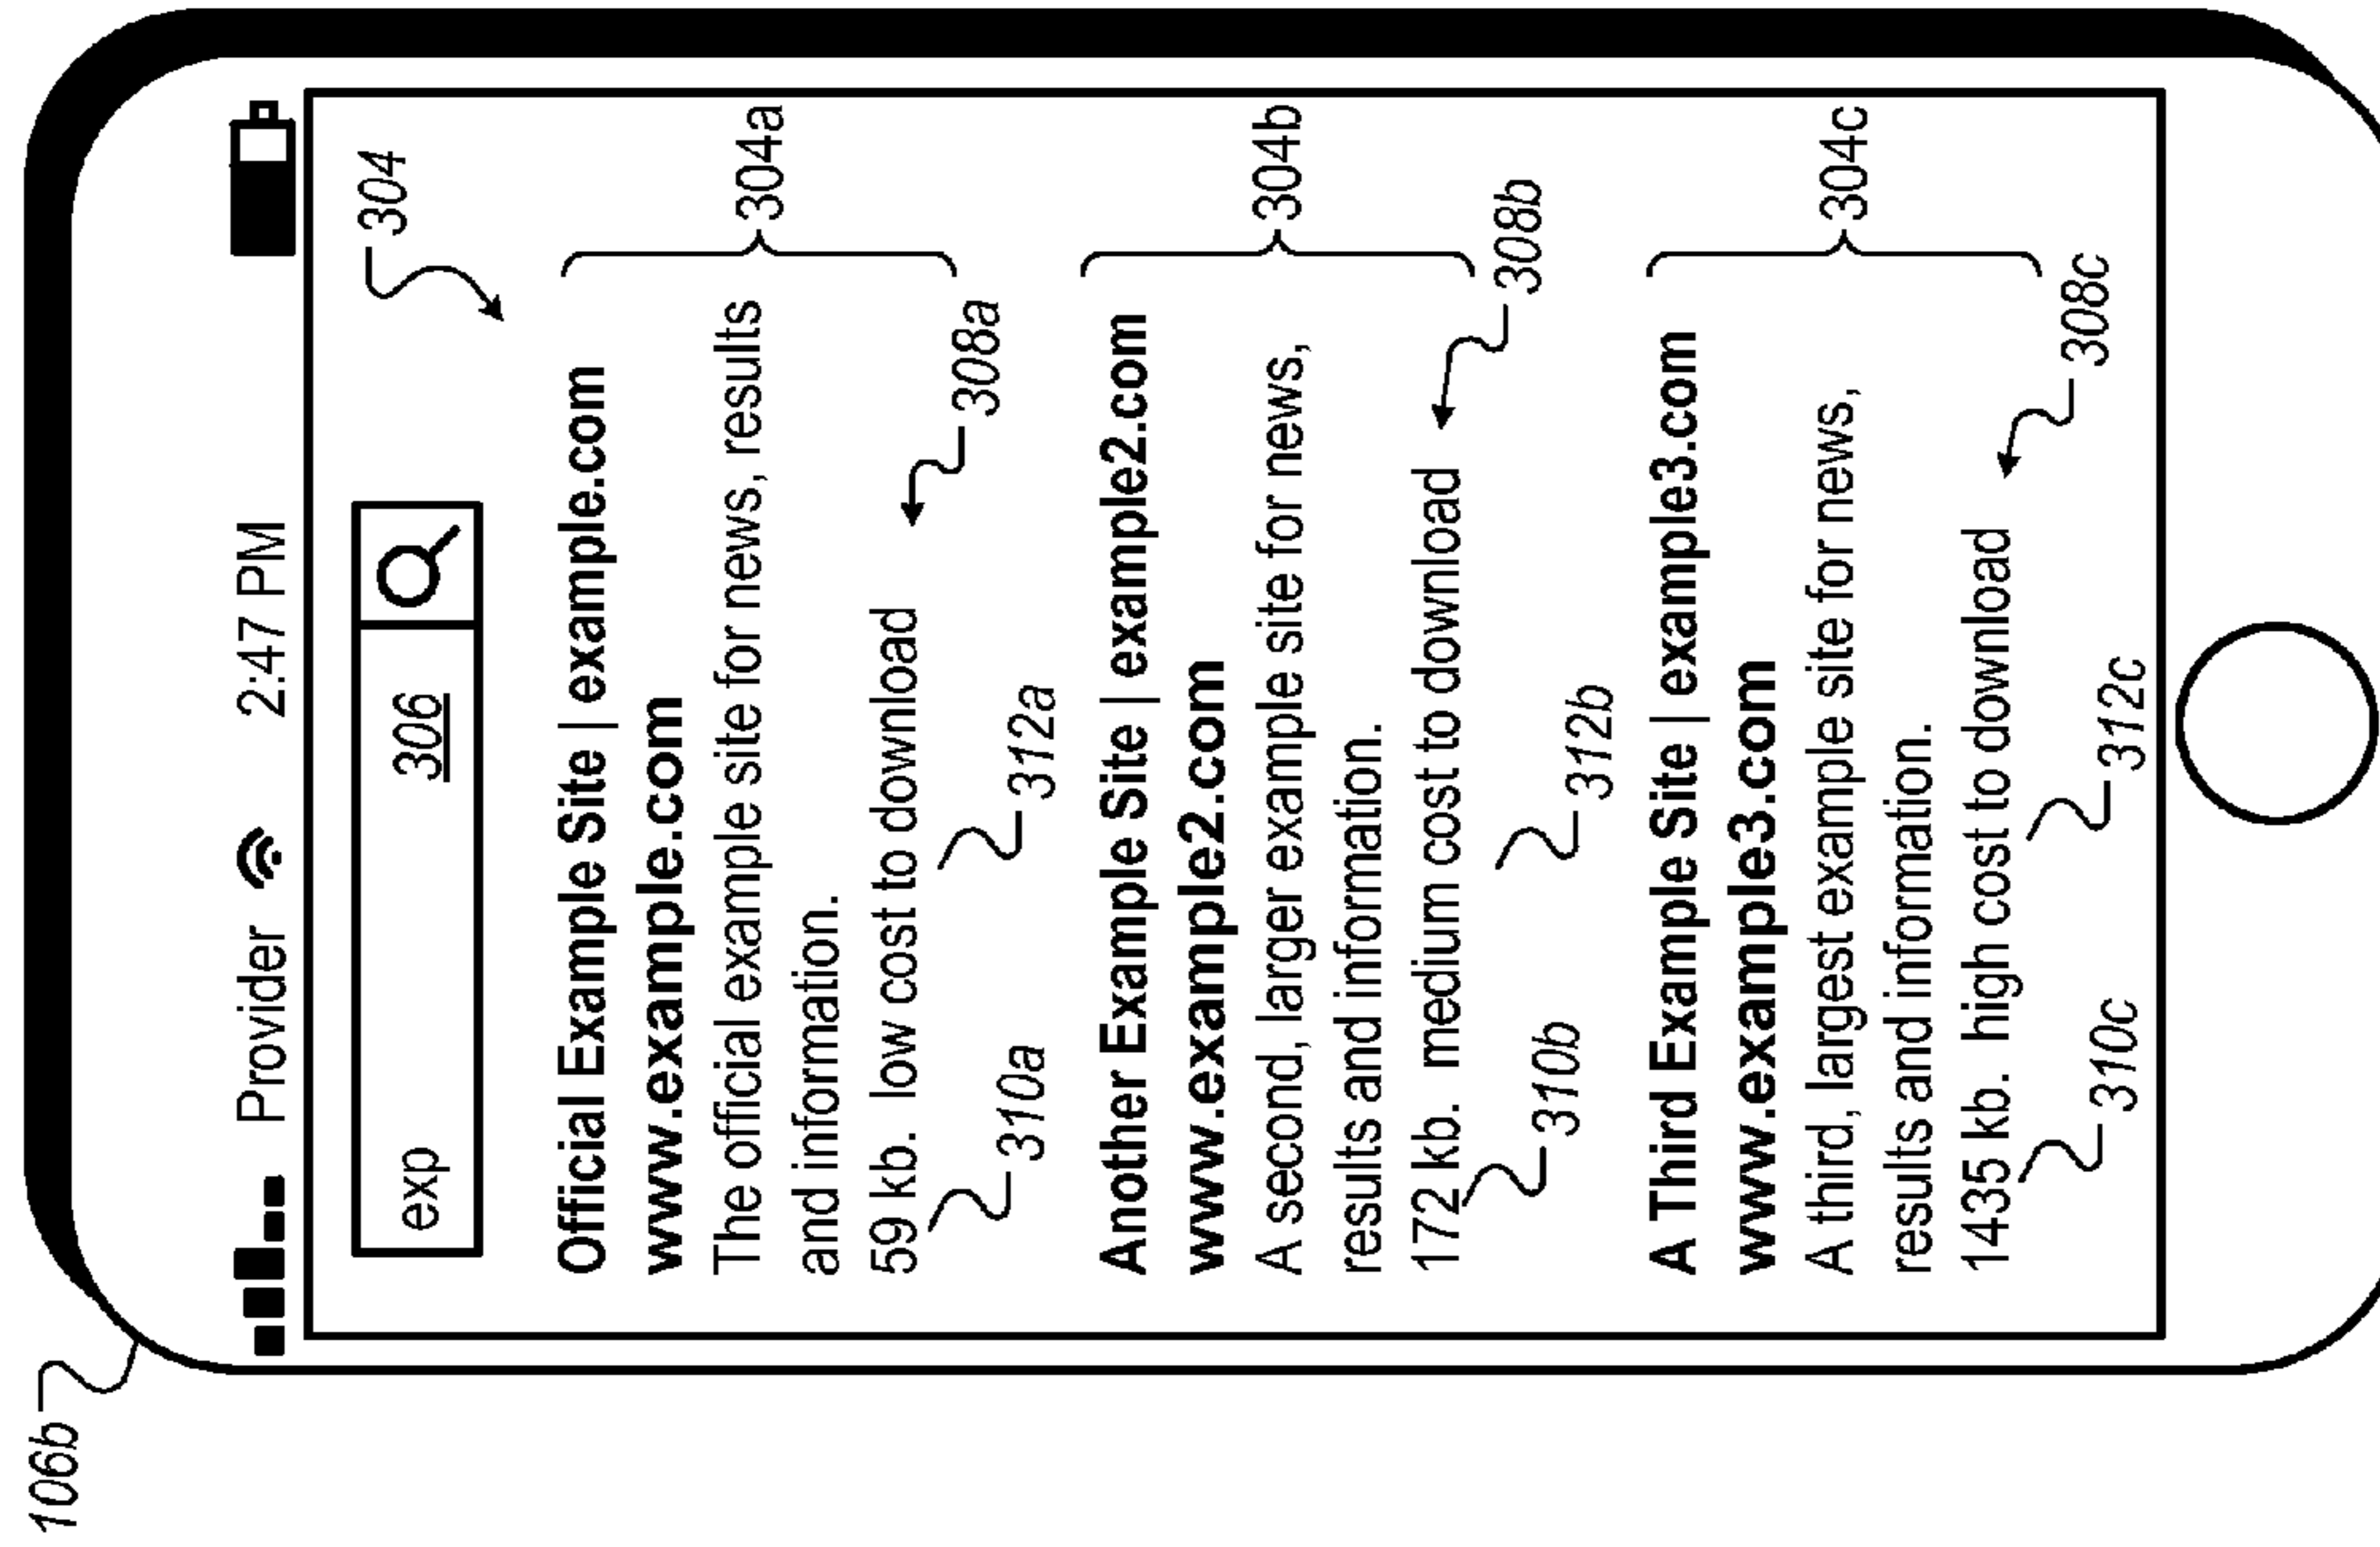 106b
Provider 2:47 PM
exp 306
304
Official Example Site | example.com
www.example.com
The official example site for news, results
and information.
304a
59 kb. low cost to download
308a
310a
312a
Another Example Site | example2.com
www.example2.com
A second, larger example site for news,
results and information.
304b
172 kb. medium cost to download
308b
310b
312b
A Third Example Site | example3.com
www.example3.com
A third, largest example site for news,
results and information.
304c
1435 kb. high cost to download
308c
310c
312c